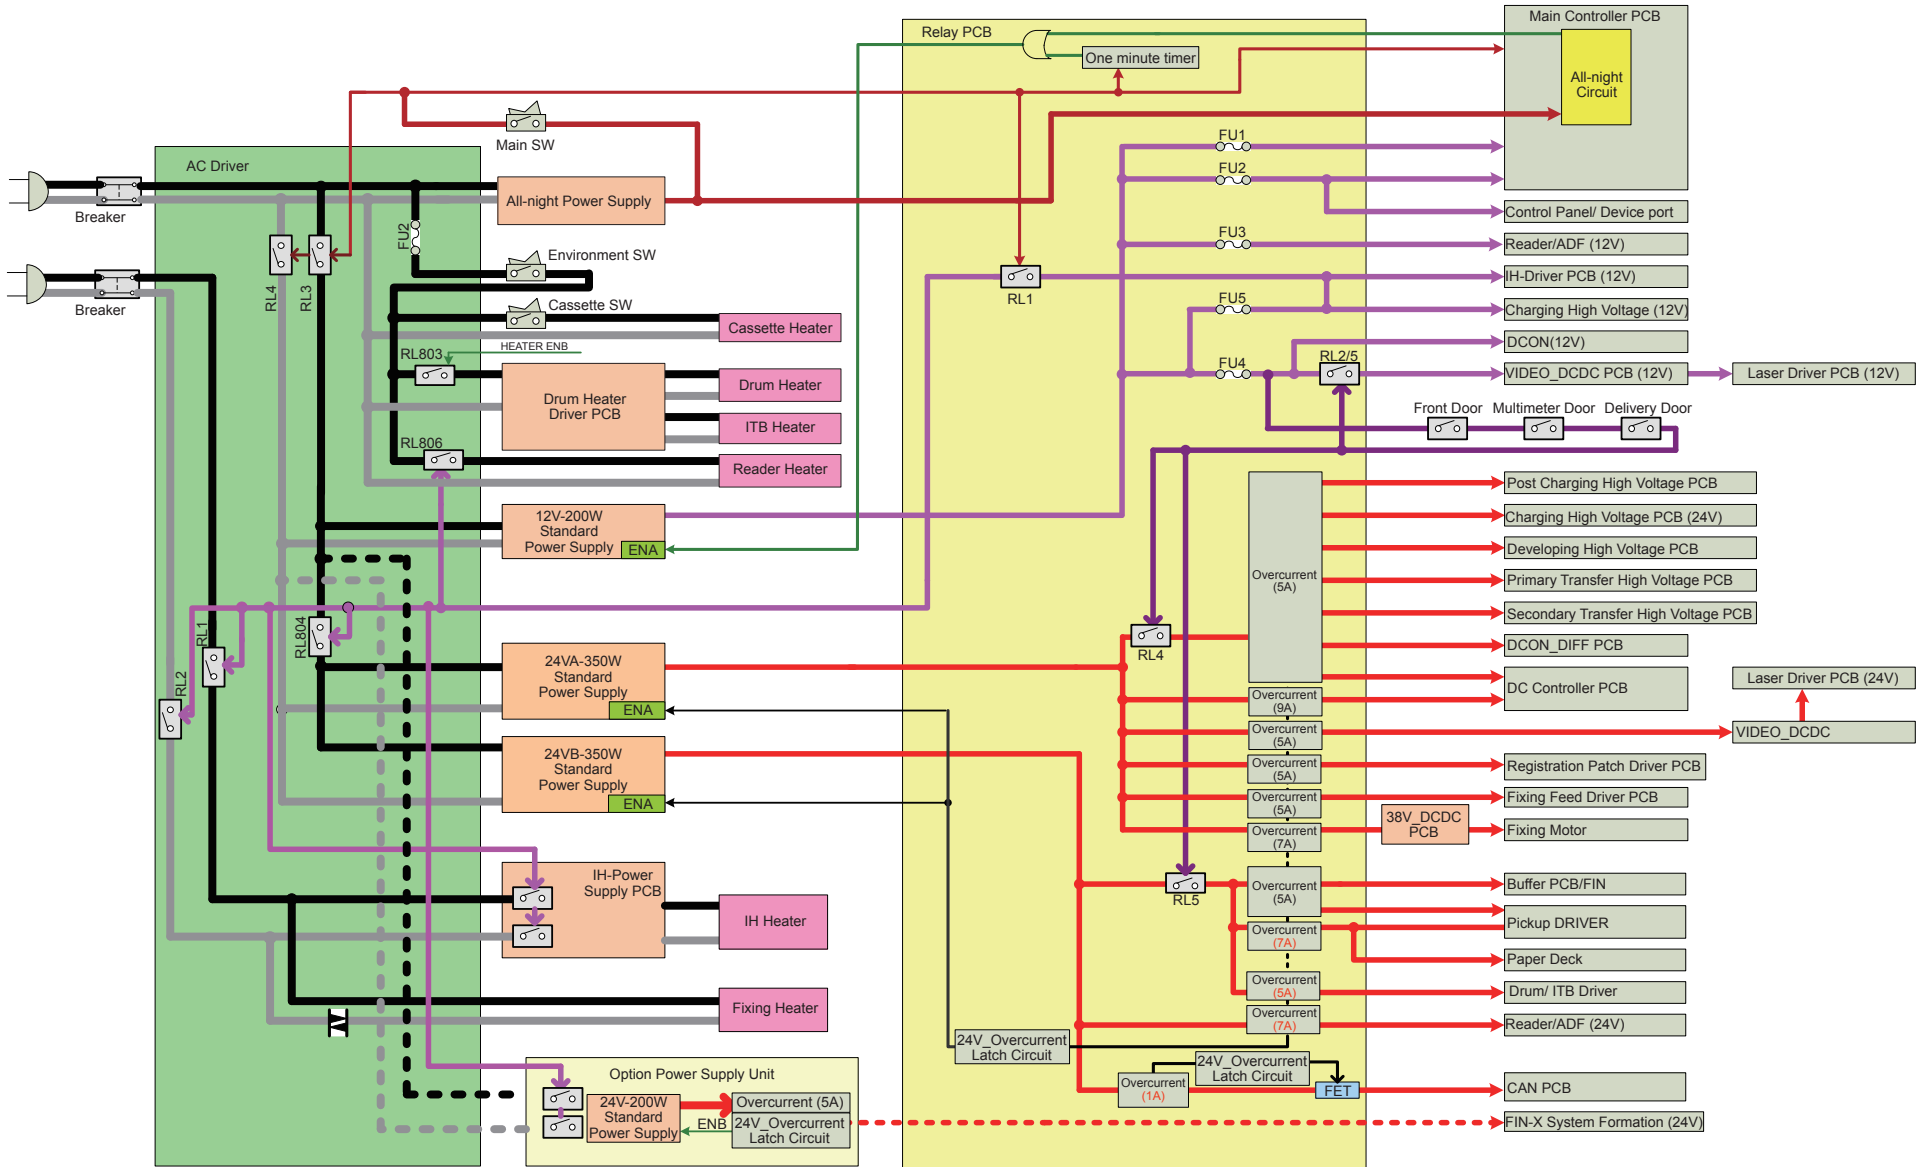 Main Controller PCB
Relay PCB
One minute timer
All-night
Circuit
Main SW
AC Driver
Breaker
All-night Power Supply
FU2
RL4
RL3
Environment SW
Breaker
Cassette SW
Cassette Heater
RL803
HEATER ENB
Drum Heater
Driver PCB
Drum Heater
ITB Heater
RL806
Reader Heater
12V-200W
Standard
Power Supply
ENA
RL804
RL1
RL2
24VA-350W
Standard
Power Supply
ENA
24VB-350W
Standard
Power Supply
ENA
IH-Power
Supply PCB
IH Heater
Fixing Heater
Option Power Supply Unit
24V-200W
Standard
Power Supply
ENB
Overcurrent (5A)
24V_Overcurrent
Latch Circuit
FU1
FU2
Control Panel/ Device port
FU3
Reader/ADF (12V)
RL1
IH-Driver PCB (12V)
FU5
Charging High Voltage (12V)
DCON(12V)
FU4
RL2/5
VIDEO_DCDC PCB (12V)
Laser Driver PCB (12V)
Front Door
Multimeter Door
Delivery Door
Overcurrent
(5A)
Post Charging High Voltage PCB
Charging High Voltage PCB (24V)
Developing High Voltage PCB
Primary Transfer High Voltage PCB
Secondary Transfer High Voltage PCB
DCON_DIFF PCB
RL4
DC Controller PCB
Overcurrent
(9A)
Laser Driver PCB (24V)
Overcurrent
(5A)
VIDEO_DCDC
Overcurrent
(5A)
Registration Patch Driver PCB
Overcurrent
(5A)
Fixing Feed Driver PCB
Overcurrent
(7A)
38V_DCDC
PCB
Fixing Motor
RL5
Overcurrent
(5A)
Buffer PCB/FIN
Pickup DRIVER
Overcurrent
(7A)
Paper Deck
Overcurrent
(5A)
Drum/ ITB Driver
Overcurrent
(7A)
Reader/ADF (24V)
24V_Overcurrent
Latch Circuit
24V_Overcurrent
Latch Circuit
Overcurrent
(1A)
FET
CAN PCB
FIN-X System Formation (24V)